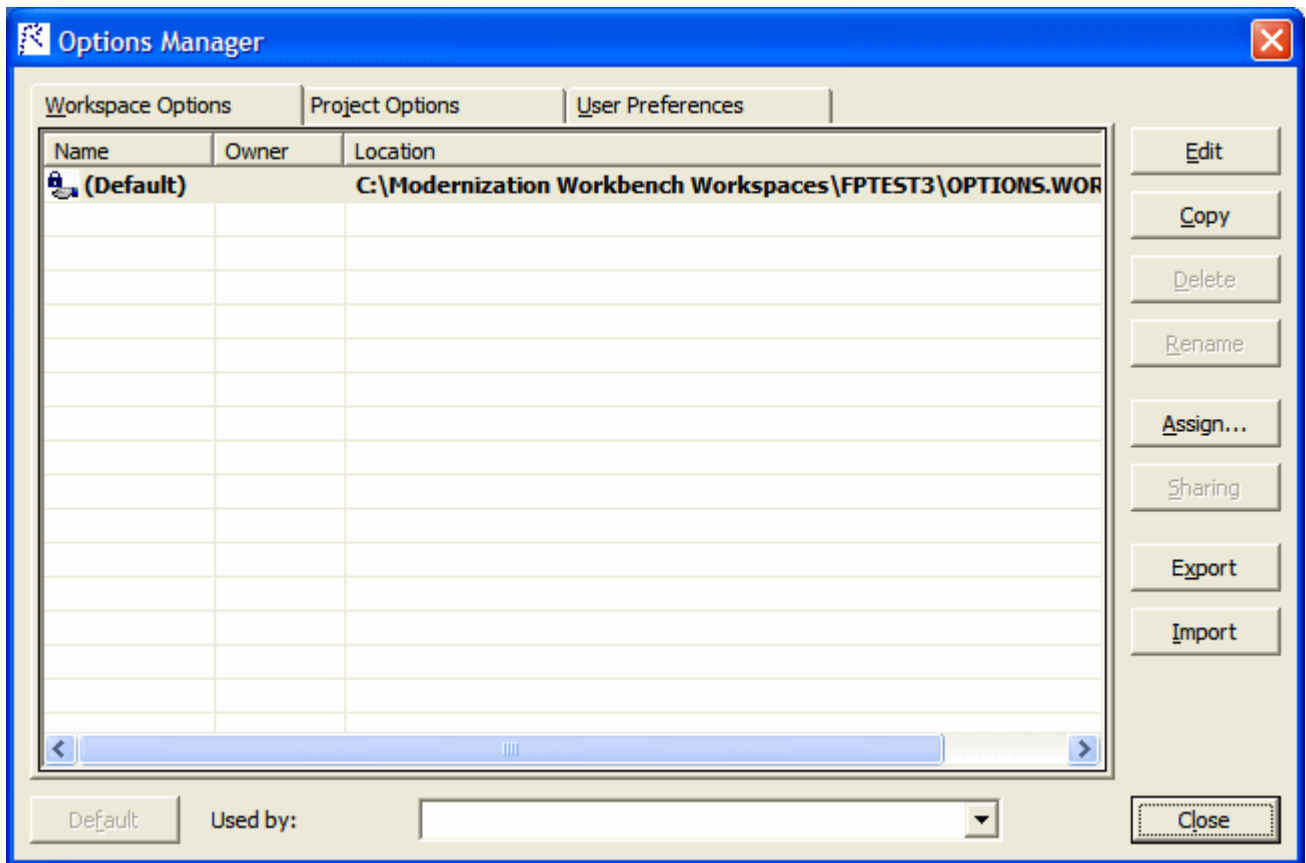 Options Manager
Workspace Options Project Options User Preferences
Name Owner Location
(Default) C:\Modernization Workbench Workspaces\FPTEST3\OPTIONS.WOR
Edit
Copy
Delete
Rename
Assign...
Sharing
Export
Import
Default Used by: Close